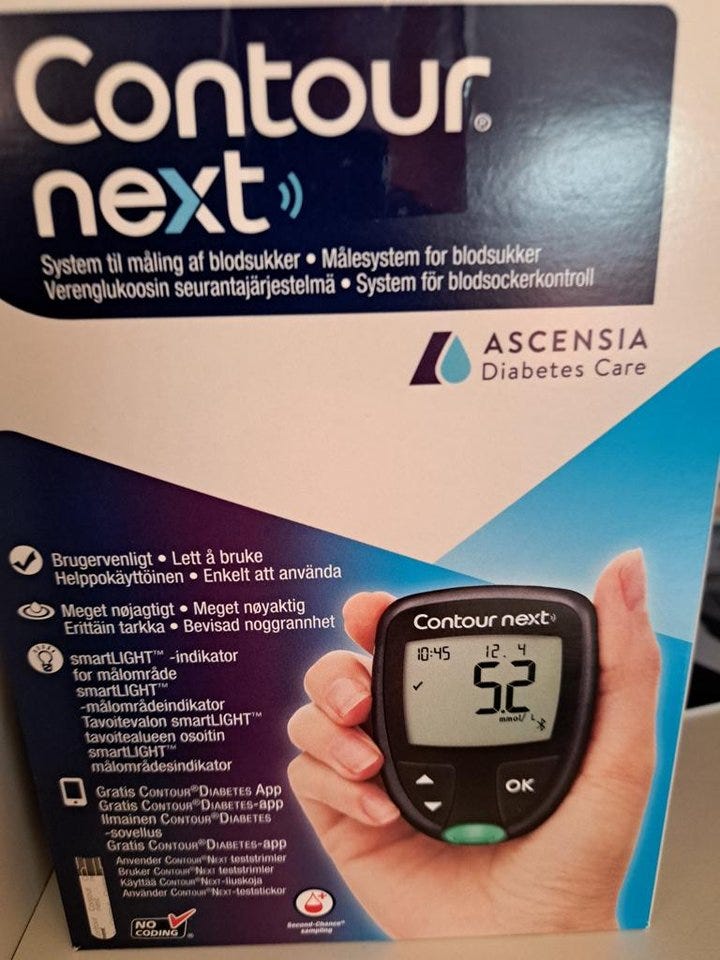 Contour®
next
System til måling af blodsukker • Målesystem for blodsukker
Verenglukoosin seurantajärjestelmä • System för blodsockerkontroll
ASCENSIA
Diabetes Care
Brugervenligt • Lett å bruke
Helppokäyttöinen • Enkelt att använda
Meget nøjagtigt • Meget nøyaktig
Erittäin tarkka • Bevisad noggrannhet
smartLIGHT™ -indikator
for målområde
smartLIGHT™
-målområdeindikator
Tavoitevalon smartLIGHT™
tavoitealueen osoitin
smartLIGHT™
målområdesindikator
Gratis CONTOUR®DIABETES App
Gratis CONTOUR®DIABETES-app
Ilmainen CONTOUR®DIABETES
-sovellus
Gratis CONTOUR®DIABETES-app
Anvender CONTOUR®NEXT teststrimler
Bruker CONTOUR®NEXT teststrimler
Käyttää CONTOUR®NEXT-liuskoja
Använder CONTOUR®NEXT-teststickor
NO
CODING
Second-Chance™
sampling
Contour next
10:45 12. 4
5.2
mmol/L
OK